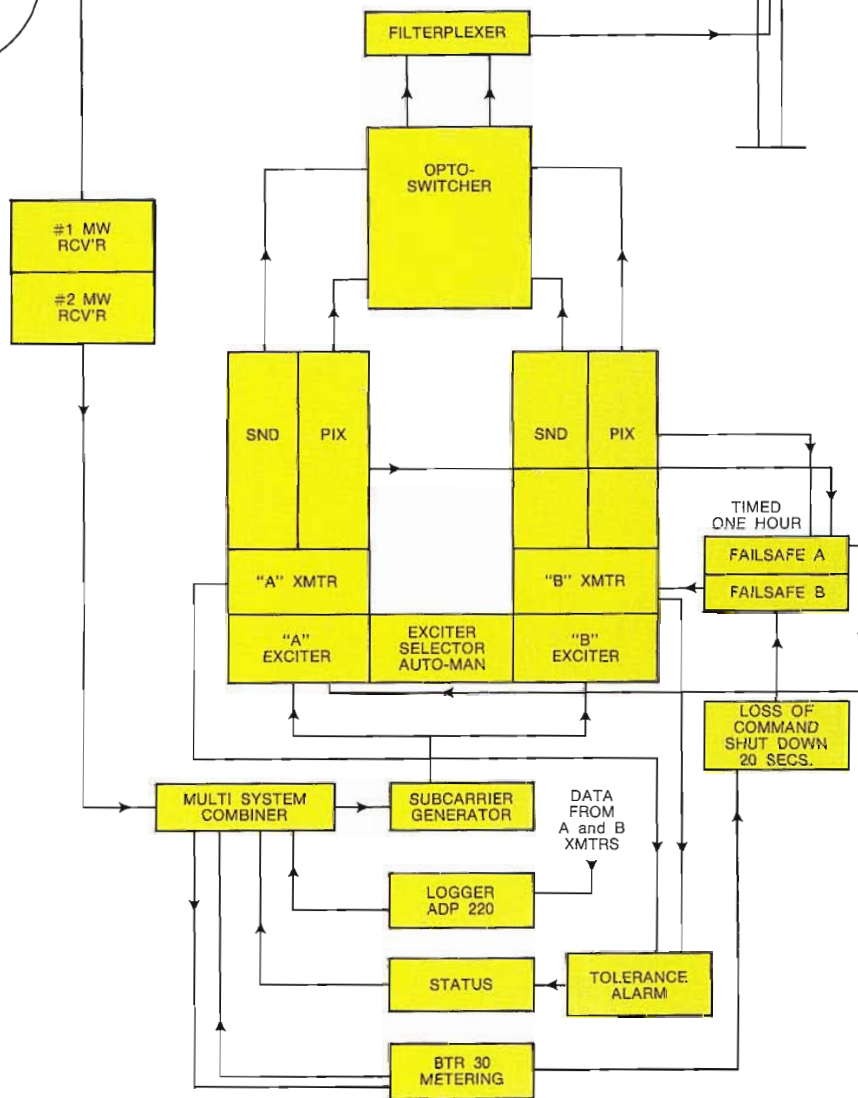 FILTERPLEXER
OPTO-
SWITCHER
#1 MW
RCV'R
#2 MW
RCV'R
SND
PIX
SND
PIX
TIMED
ONE HOUR
FAILSAFE A
FAILSAFE B
"A" XMTR
"B" XMTR
"A"
EXCITER
EXCITER
SELECTOR
AUTO-MAN
"B"
EXCITER
LOSS OF
COMMAND
SHUT DOWN
20 SECS.
MULTI SYSTEM
COMBINER
SUBCARRIER
GENERATOR
DATA
FROM
A and B
XMTRS
LOGGER
ADP 220
STATUS
TOLERANCE
ALARM
BTR 30
METERING